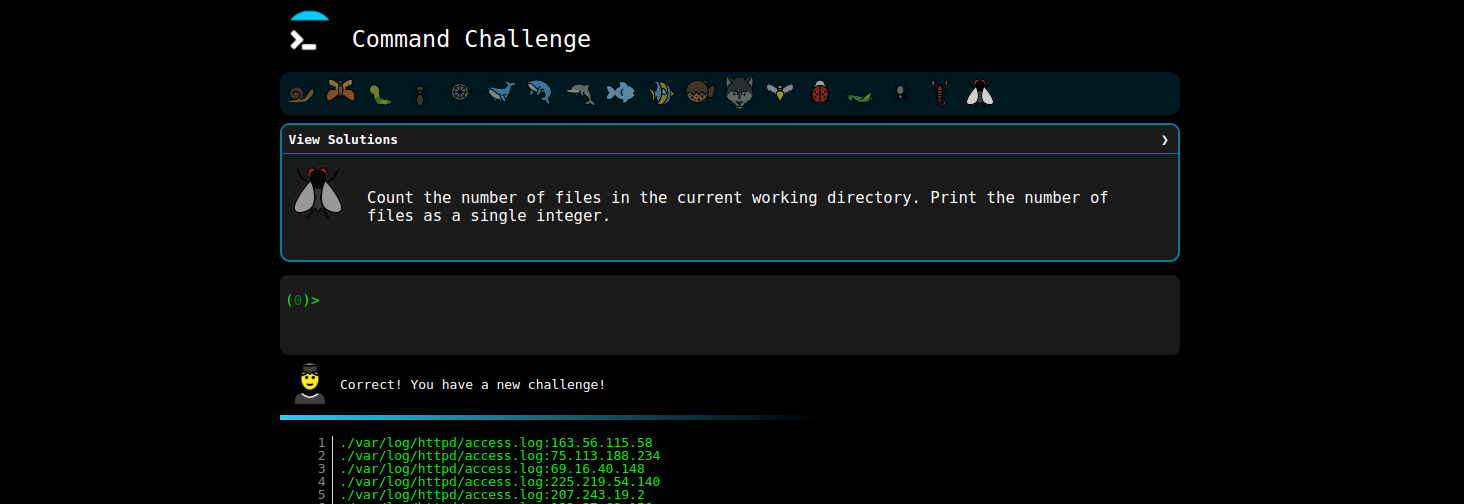 Command Challenge
View Solutions ❯
Count the number of files in the current working directory. Print the number of
files as a single integer.
(0)>
Correct! You have a new challenge!
1 ./var/log/httpd/access.log:163.56.115.58
2 ./var/log/httpd/access.log:75.113.188.234
3 ./var/log/httpd/access.log:69.16.40.148
4 ./var/log/httpd/access.log:225.219.54.140
5 ./var/log/httpd/access.log:207.243.19.2